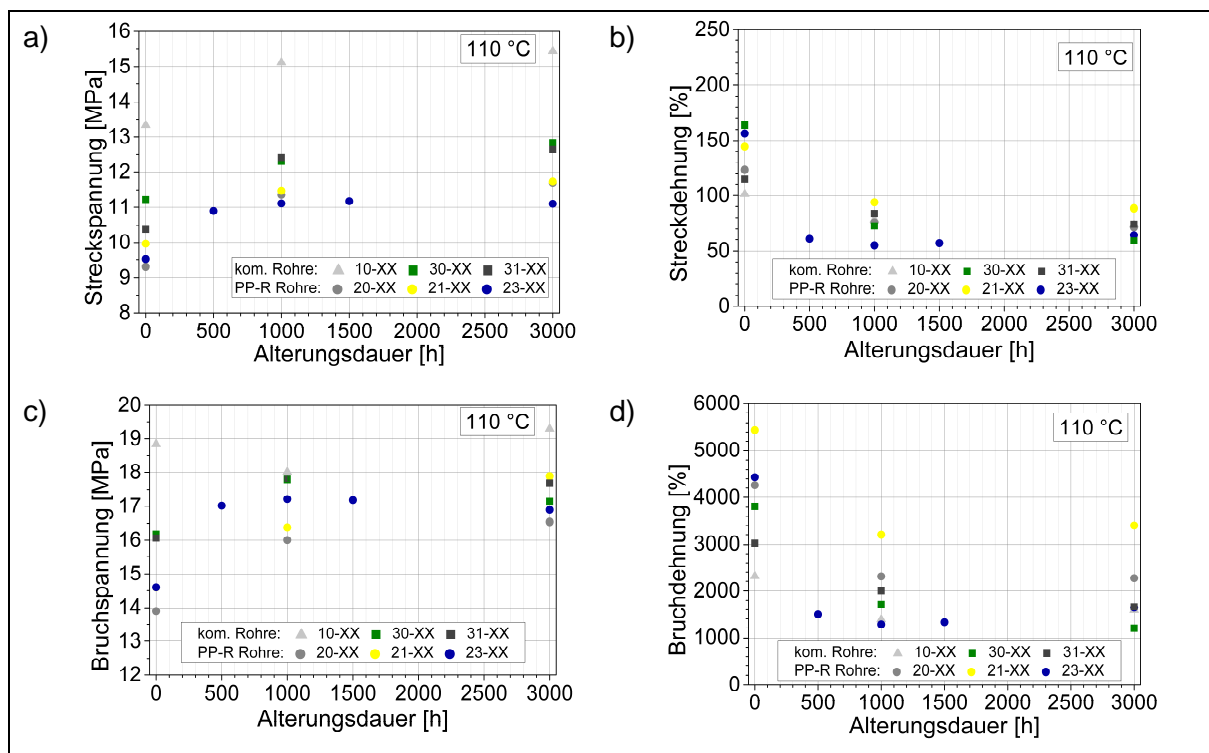 a)
110 °C
Streckspannung [MPa]
16
15
14
13
12
11
10
9
8
kom. Rohre: 10-XX 30-XX 31-XX
PP-R Rohre: 20-XX 21-XX 23-XX
0 500 1000 1500 2000 2500 3000
Alterungsdauer [h]
b)
110 °C
Streckdehnung [%]
250
200
150
100
50
0
kom. Rohre: 10-XX 30-XX 31-XX
PP-R Rohre: 20-XX 21-XX 23-XX
0 500 1000 1500 2000 2500 3000
Alterungsdauer [h]
c)
110 °C
Bruchspannung [MPa]
20
19
18
17
16
15
14
13
12
kom. Rohre: 10-XX 30-XX 31-XX
PP-R Rohre: 20-XX 21-XX 23-XX
0 500 1000 1500 2000 2500 3000
Alterungsdauer [h]
d)
110 °C
Bruchdehnung [%]
6000
5000
4000
3000
2000
1000
0
kom. Rohre: 10-XX 30-XX 31-XX
PP-R Rohre: 20-XX 21-XX 23-XX
0 500 1000 1500 2000 2500 3000
Alterungsdauer [h]